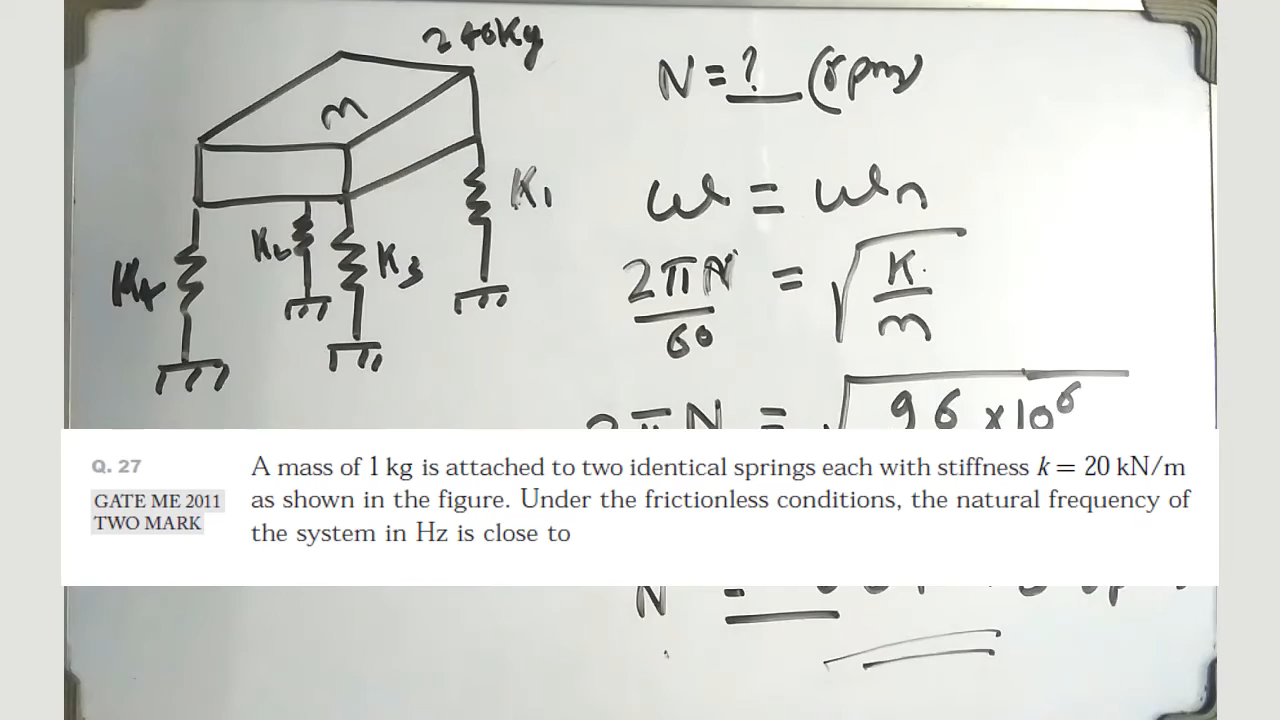 240Kg
m
K1
K2
K3
K4
N = ? (rpm)
ω = ωn
2πN / 60 = √ K / m
2πN = √ 96 × 10⁶
Q. 27
GATE ME 2011
TWO MARK
A mass of 1 kg is attached to two identical springs each with stiffness k = 20 kN/m
as shown in the figure. Under the frictionless conditions, the natural frequency of
the system in Hz is close to
N =